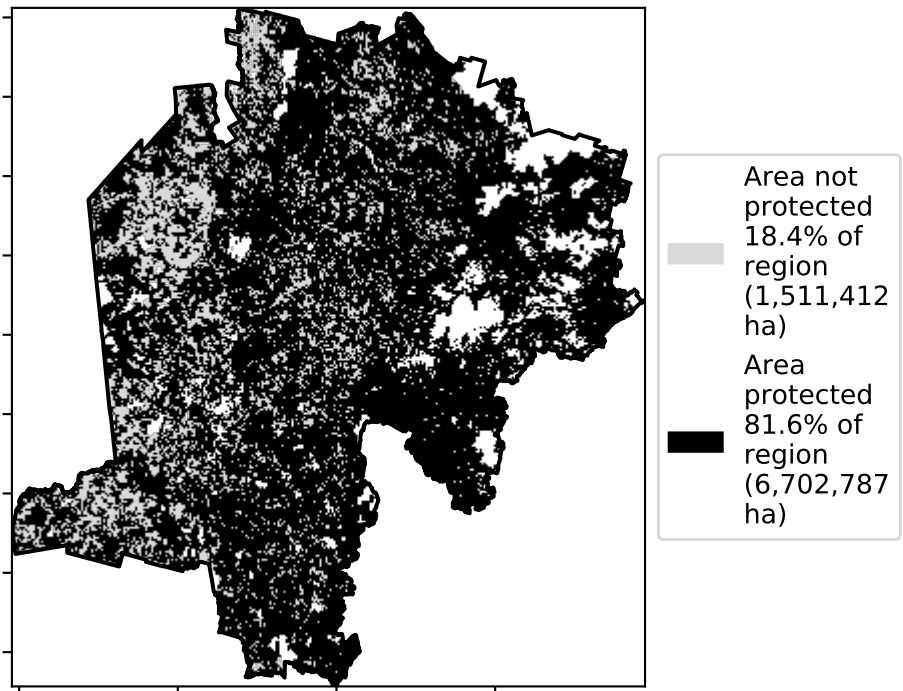 Area not
protected
18.4% of
region
(1,511,412
ha)
Area
protected
81.6% of
region
(6,702,787
ha)